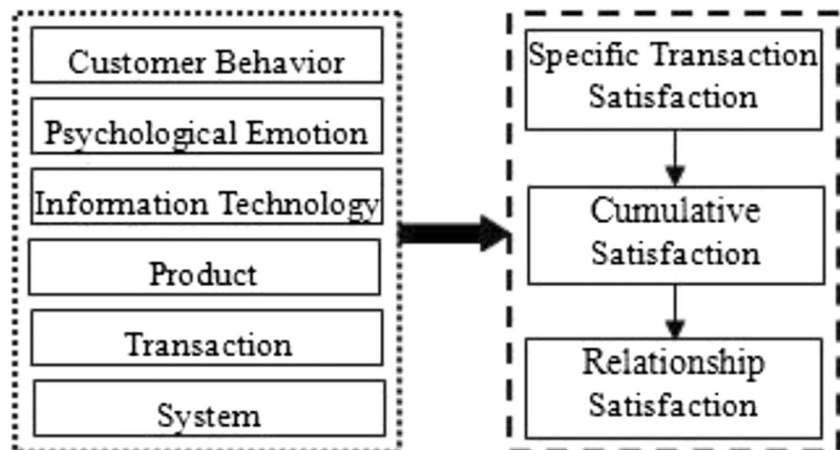 Customer Behavior
Psychological Emotion
Information Technology
Product
Transaction
System
Specific Transaction
Satisfaction
Cumulative
Satisfaction
Relationship
Satisfaction